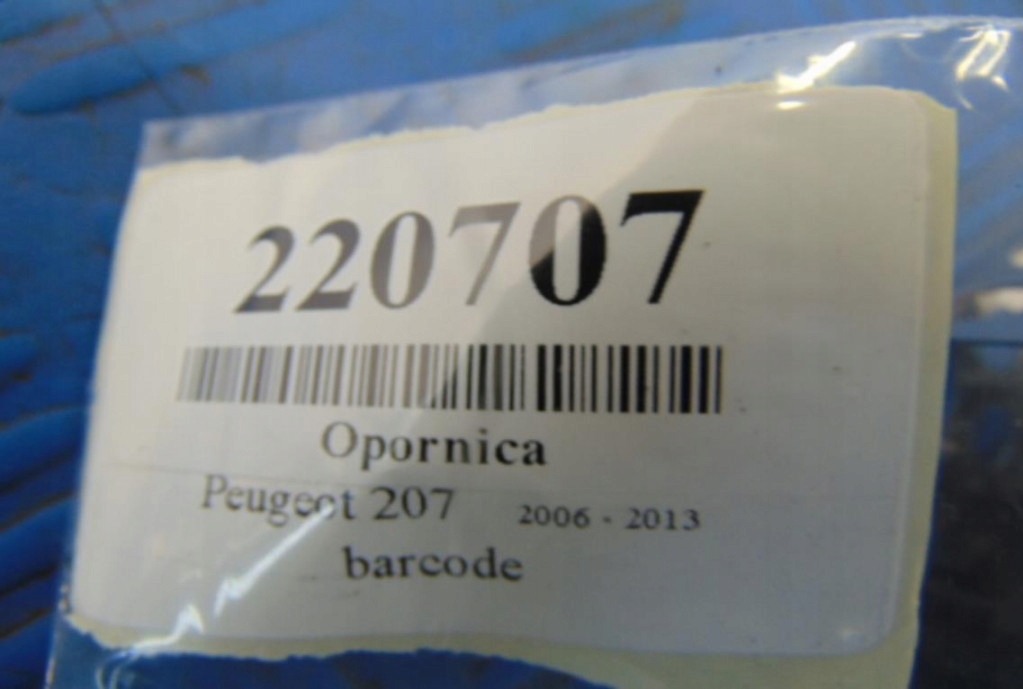 220707
Opornica
Peugeot 207 2006 - 2013
barcode